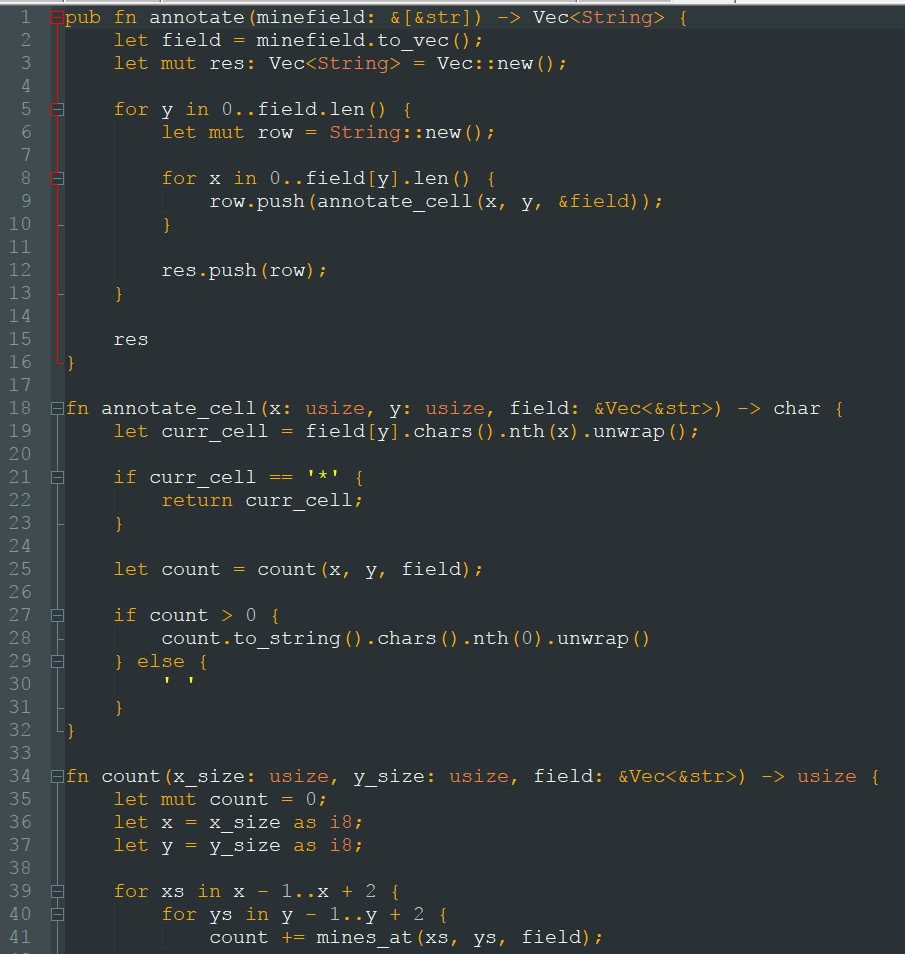 1 pub fn annotate(minefield: &[&str]) -> Vec<String> {
2     let field = minefield.to_vec();
3     let mut res: Vec<String> = Vec::new();
4
5     for y in 0..field.len() {
6         let mut row = String::new();
7
8         for x in 0..field[y].len() {
9             row.push(annotate_cell(x, y, &field));
10         }
11
12         res.push(row);
13     }
14
15     res
16 }
17
18 fn annotate_cell(x: usize, y: usize, field: &Vec<&str>) -> char {
19     let curr_cell = field[y].chars().nth(x).unwrap();
20
21     if curr_cell == '*' {
22         return curr_cell;
23     }
24
25     let count = count(x, y, field);
26
27     if count > 0 {
28         count.to_string().chars().nth(0).unwrap()
29     } else {
30         ' '
31     }
32 }
33
34 fn count(x_size: usize, y_size: usize, field: &Vec<&str>) -> usize {
35     let mut count = 0;
36     let x = x_size as i8;
37     let y = y_size as i8;
38
39     for xs in x - 1..x + 2 {
40         for ys in y - 1..y + 2 {
41             count += mines_at(xs, ys, field);